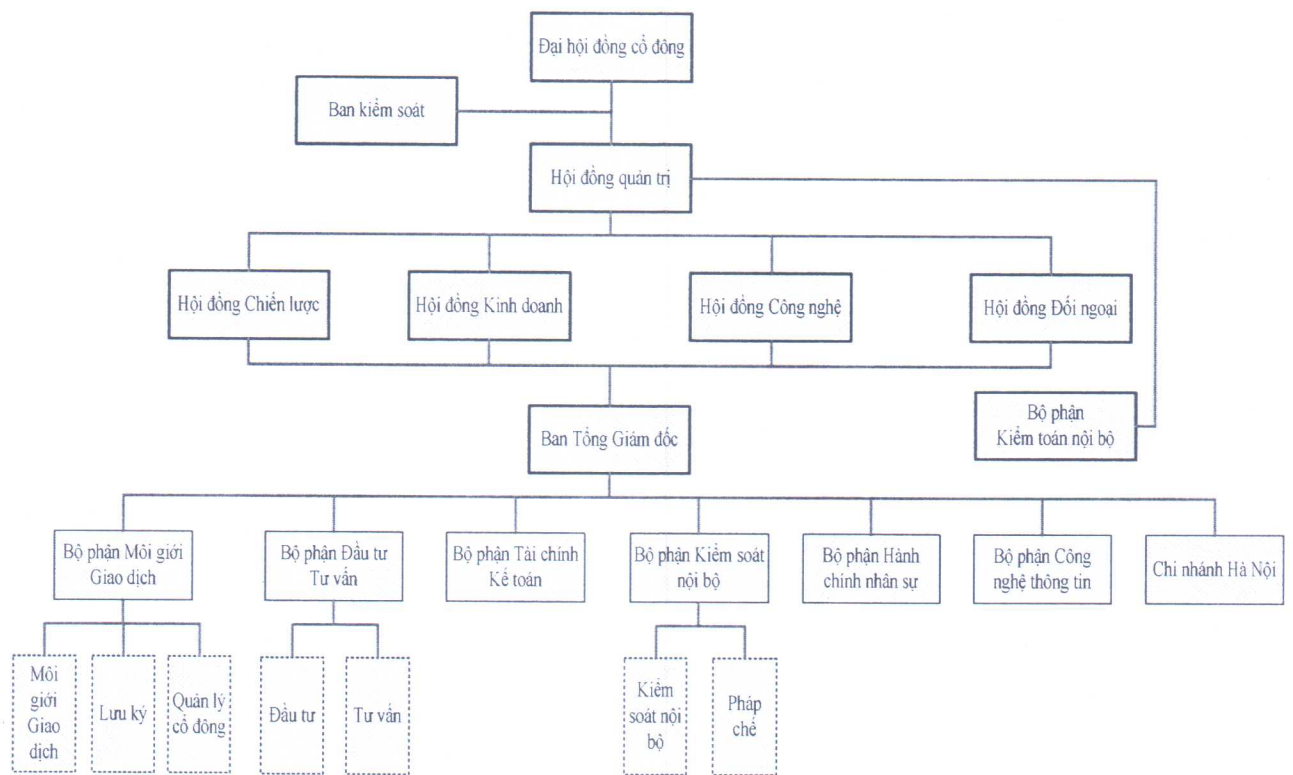 Đại hội đồng cổ đông
Ban kiểm soát
Hội đồng quản trị
Hội đồng Chiến lược
Hội đồng Kinh doanh
Hội đồng Công nghệ
Hội đồng Đối ngoại
Ban Tổng Giám đốc
Bộ phận
Kiểm toán nội bộ
Bộ phận Môi giới
Giao dịch
Bộ phận Đầu tư
Tư vấn
Bộ phận Tài chính
Kế toán
Bộ phận Kiểm soát
nội bộ
Bộ phận Hành
chính nhân sự
Bộ phận Công
nghệ thông tin
Chi nhánh Hà Nội
Môi
giới
Giao
dịch
Lưu ký
Quản lý
cổ đông
Đầu tư
Tư vấn
Kiểm
soát nội
bộ
Pháp
chế